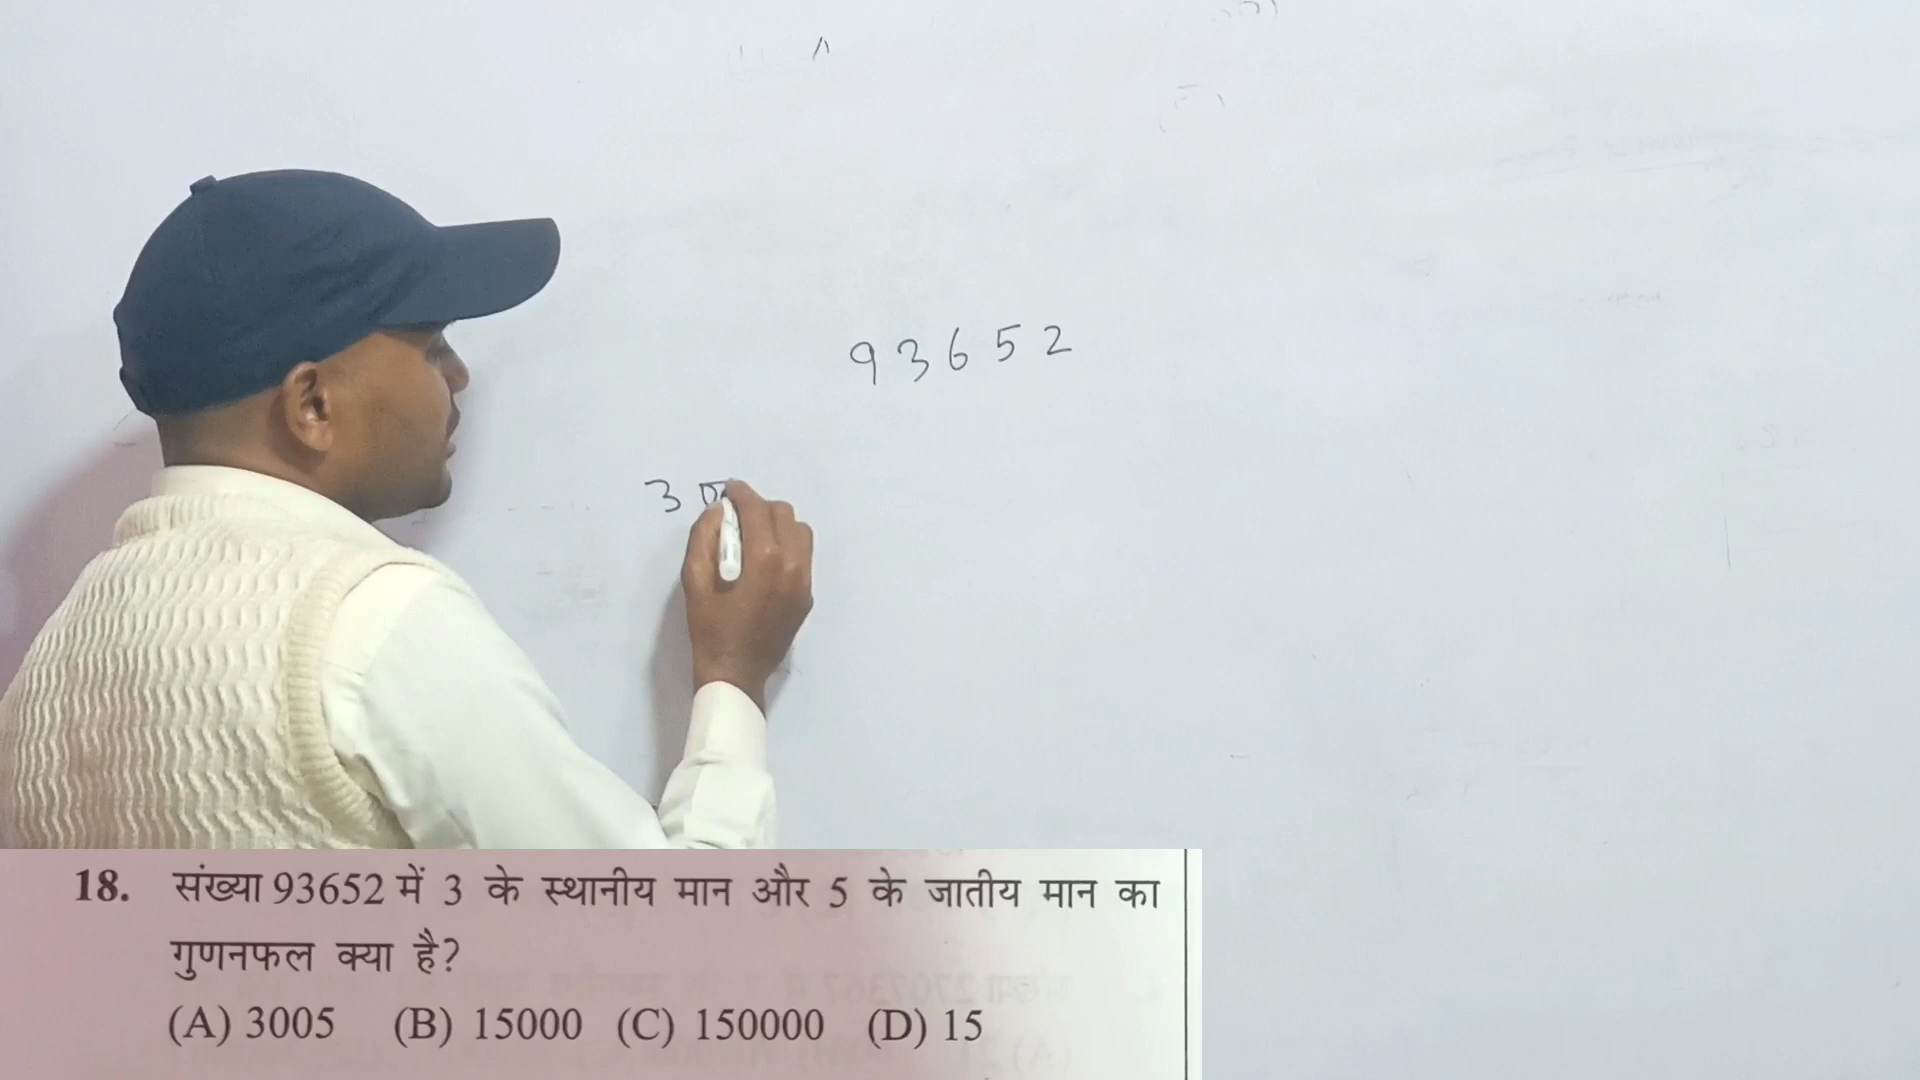 93652
3
18. संख्या 93652 में 3 के स्थानीय मान और 5 के जातीय मान का
गुणनफल क्या है?
(A) 3005 (B) 15000 (C) 150000 (D) 15